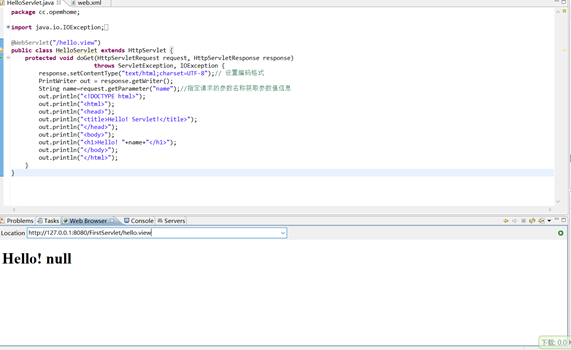 HelloServlet.java web.xml
package cc.openhome;
import java.io.IOException;
@WebServlet("/hello.view")
public class HelloServlet extends HttpServlet {
protected void doGet(HttpServletRequest request, HttpServletResponse response)
throws ServletException, IOException {
response.setContentType("text/html;charset=UTF-8");// 设置编码格式
PrintWriter out = response.getWriter();
String name=request.getParameter("name");//指定请求的参数名称获取参数值信息
out.println("<!DOCTYPE html>");
out.println("<html>");
out.println("<head>");
out.println("<title>Hello! Servlet!</title>");
out.println("</head>");
out.println("<body>");
out.println("<h1>Hello! "+name+"</h1>");
out.println("</body>");
out.println("</html>");
}
}
Problems Tasks Web Browser Console Servers
Location http://127.0.0.1:8080/FirstServlet/hello.view
Hello! null
下载: 0.0